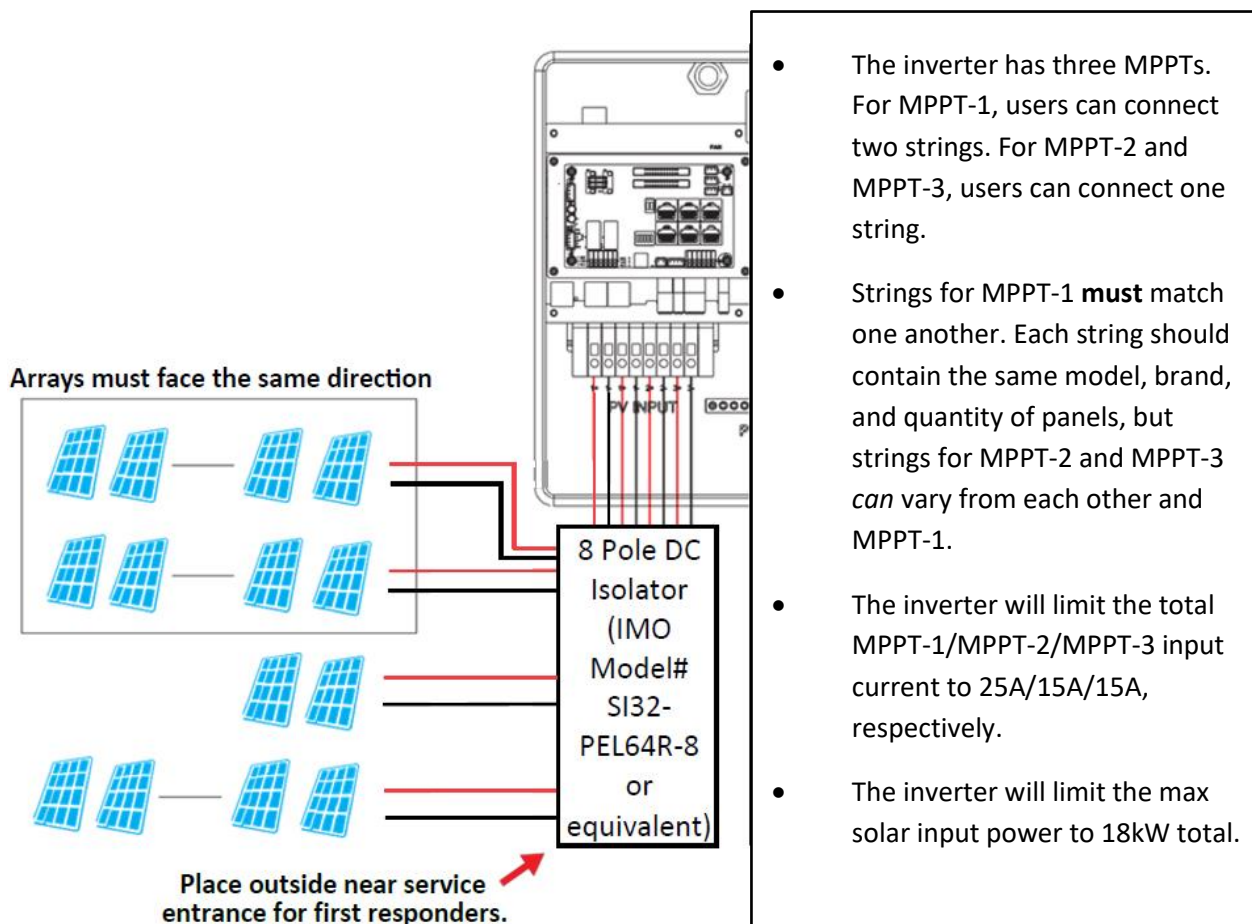 Arrays must face the same direction
PV INPUT
8 Pole DC
Isolator
(IMO
Model#
SI32-
PEL64R-8
or
equivalent)
Place outside near service
entrance for first responders.
• The inverter has three MPPTs.
For MPPT-1, users can connect
two strings. For MPPT-2 and
MPPT-3, users can connect one
string.
• Strings for MPPT-1 must match
one another. Each string should
contain the same model, brand,
and quantity of panels, but
strings for MPPT-2 and MPPT-3
can vary from each other and
MPPT-1.
• The inverter will limit the total
MPPT-1/MPPT-2/MPPT-3 input
current to 25A/15A/15A,
respectively.
• The inverter will limit the max
solar input power to 18kW total.